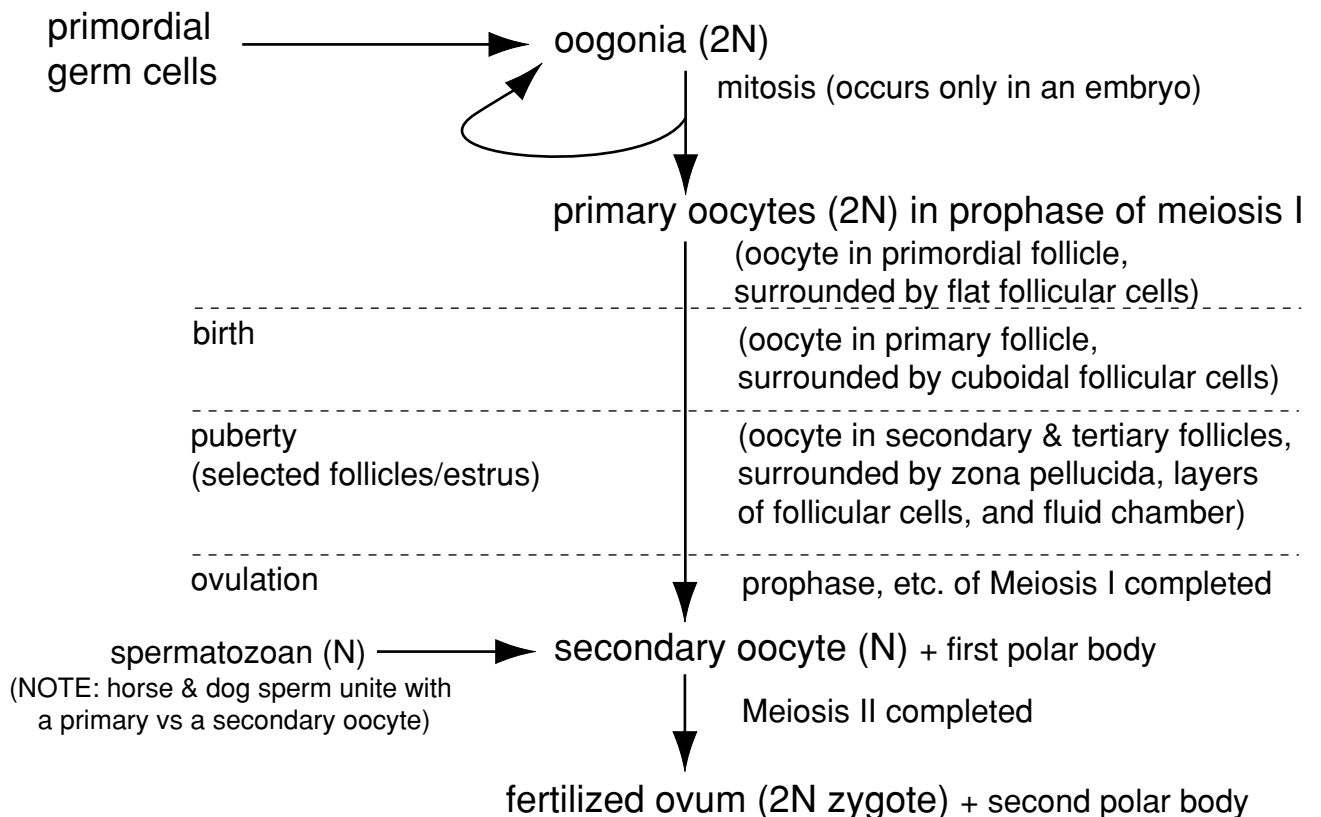 primordial
germ cells
oogonia (2N)
mitosis (occurs only in an embryo)
primary oocytes (2N) in prophase of meiosis I
(oocyte in primordial follicle,
surrounded by flat follicular cells)
birth
(oocyte in primary follicle,
surrounded by cuboidal follicular cells)
puberty
(selected follicles/estrus)
(oocyte in secondary & tertiary follicles,
surrounded by zona pellucida, layers
of follicular cells, and fluid chamber)
ovulation
prophase, etc. of Meiosis I completed
spermatozoan (N)
(NOTE: horse & dog sperm unite with
a primary vs a secondary oocyte)
secondary oocyte (N) + first polar body
Meiosis II completed
fertilized ovum (2N zygote) + second polar body